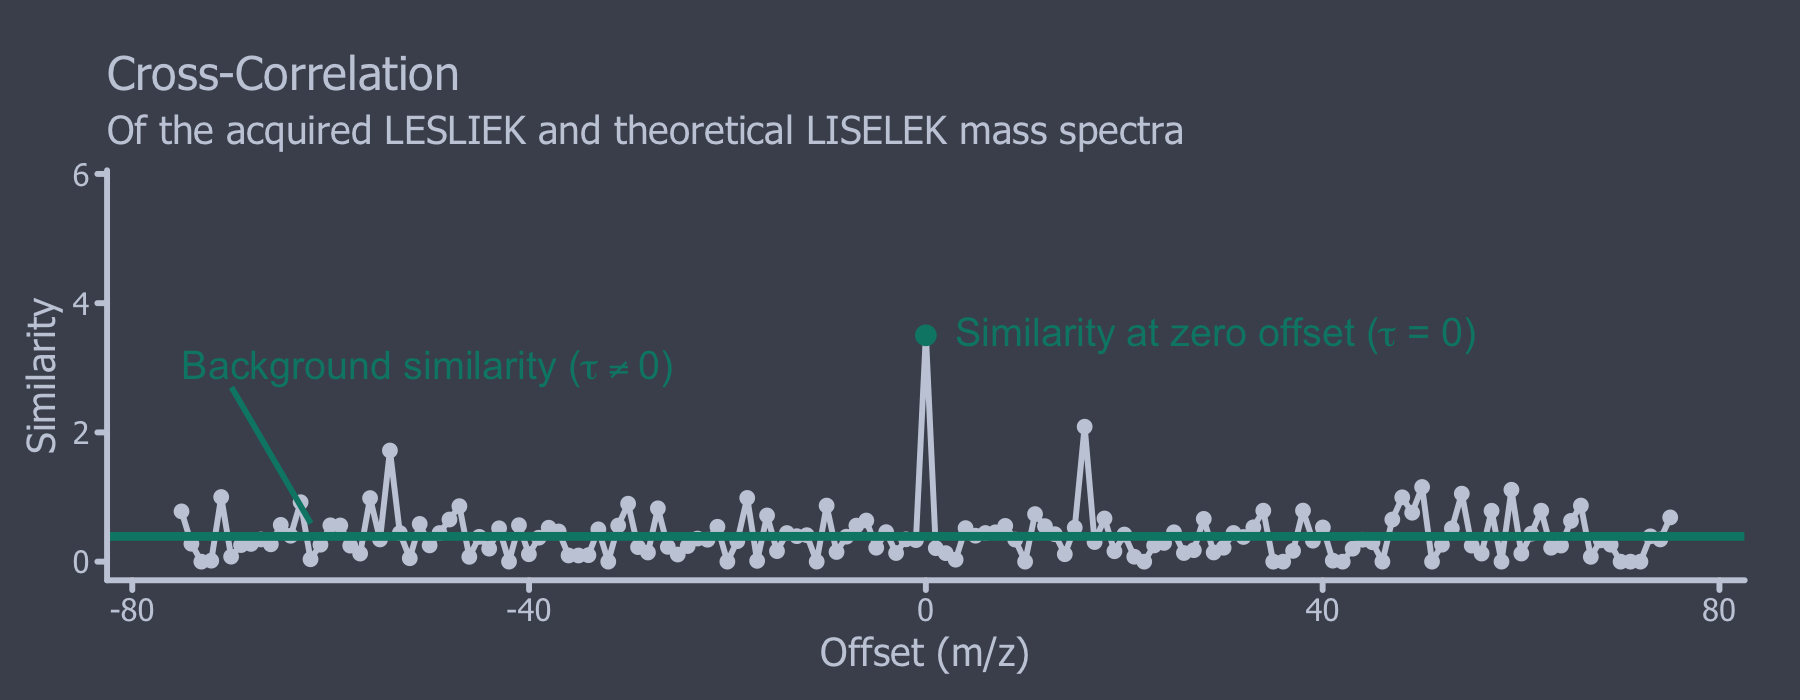 Cross-Correlation
Of the acquired LESLIEK and theoretical LISELEK mass spectra
6
4
2
0
Similarity
Background similarity (τ ≠ 0)
Similarity at zero offset (τ = 0)
-80
-40
0
40
80
Offset (m/z)